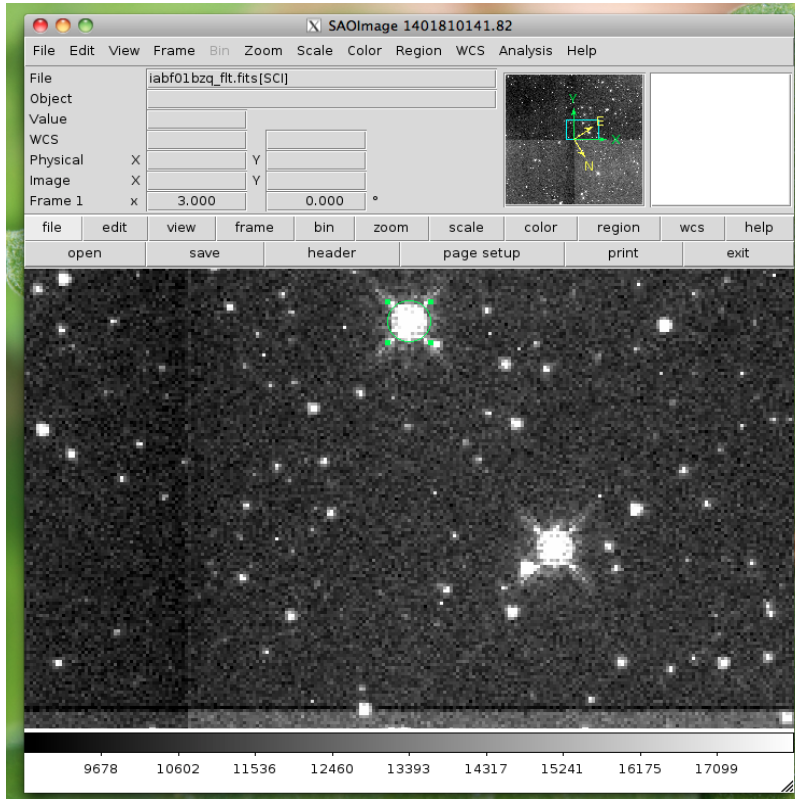 X SAOImage 1401810141.82
File Edit View Frame Bin Zoom Scale Color Region WCS Analysis Help
File iabf01bzq_flt.fits[SCI]
Object
Value
WCS
Physical X Y
Image X Y
Frame 1 x 3.000 0.000 °
Y
E
X
N
file edit view frame bin zoom scale color region wcs help
open save header page setup print exit
9678 10602 11536 12460 13393 14317 15241 16175 17099